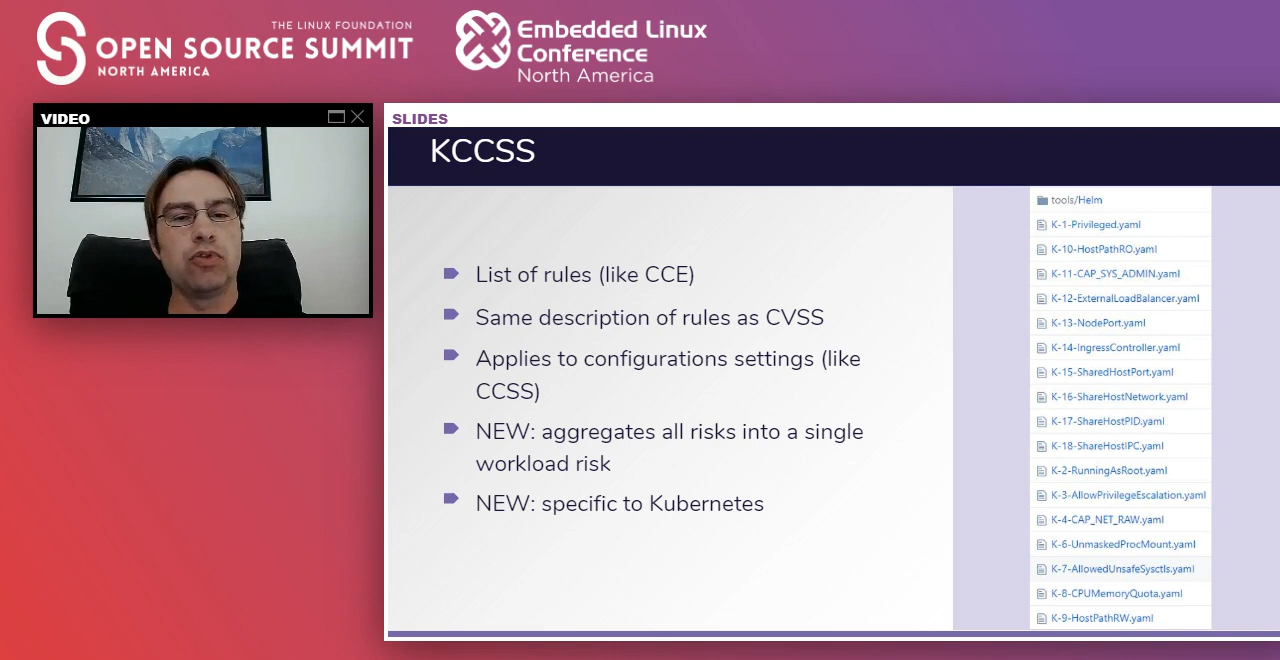 THE LINUX FOUNDATION
OPEN SOURCE SUMMIT
NORTH AMERICA
Embedded Linux
Conference
North America
VIDEO
SLIDES
KCCSS
List of rules (like CCE)
Same description of rules as CVSS
Applies to configurations settings (like
CCSS)
NEW: aggregates all risks into a single
workload risk
NEW: specific to Kubernetes
tools/Helm
K-1-Privileged.yaml
K-10-HostPathRO.yaml
K-11-CAP_SYS_ADMIN.yaml
K-12-ExternalLoadBalancer.yaml
K-13-NodePort.yaml
K-14-IngressController.yaml
K-15-SharedHostPort.yaml
K-16-ShareHostNetwork.yaml
K-17-ShareHostPID.yaml
K-18-ShareHostIPC.yaml
K-2-RunningAsRoot.yaml
K-3-AllowPrivilegeEscalation.yaml
K-4-CAP_NET_RAW.yaml
K-6-UnmaskedProcMount.yaml
K-7-AllowedUnsafeSysctls.yaml
K-8-CPUMemoryQuota.yaml
K-9-HostPathRW.yaml